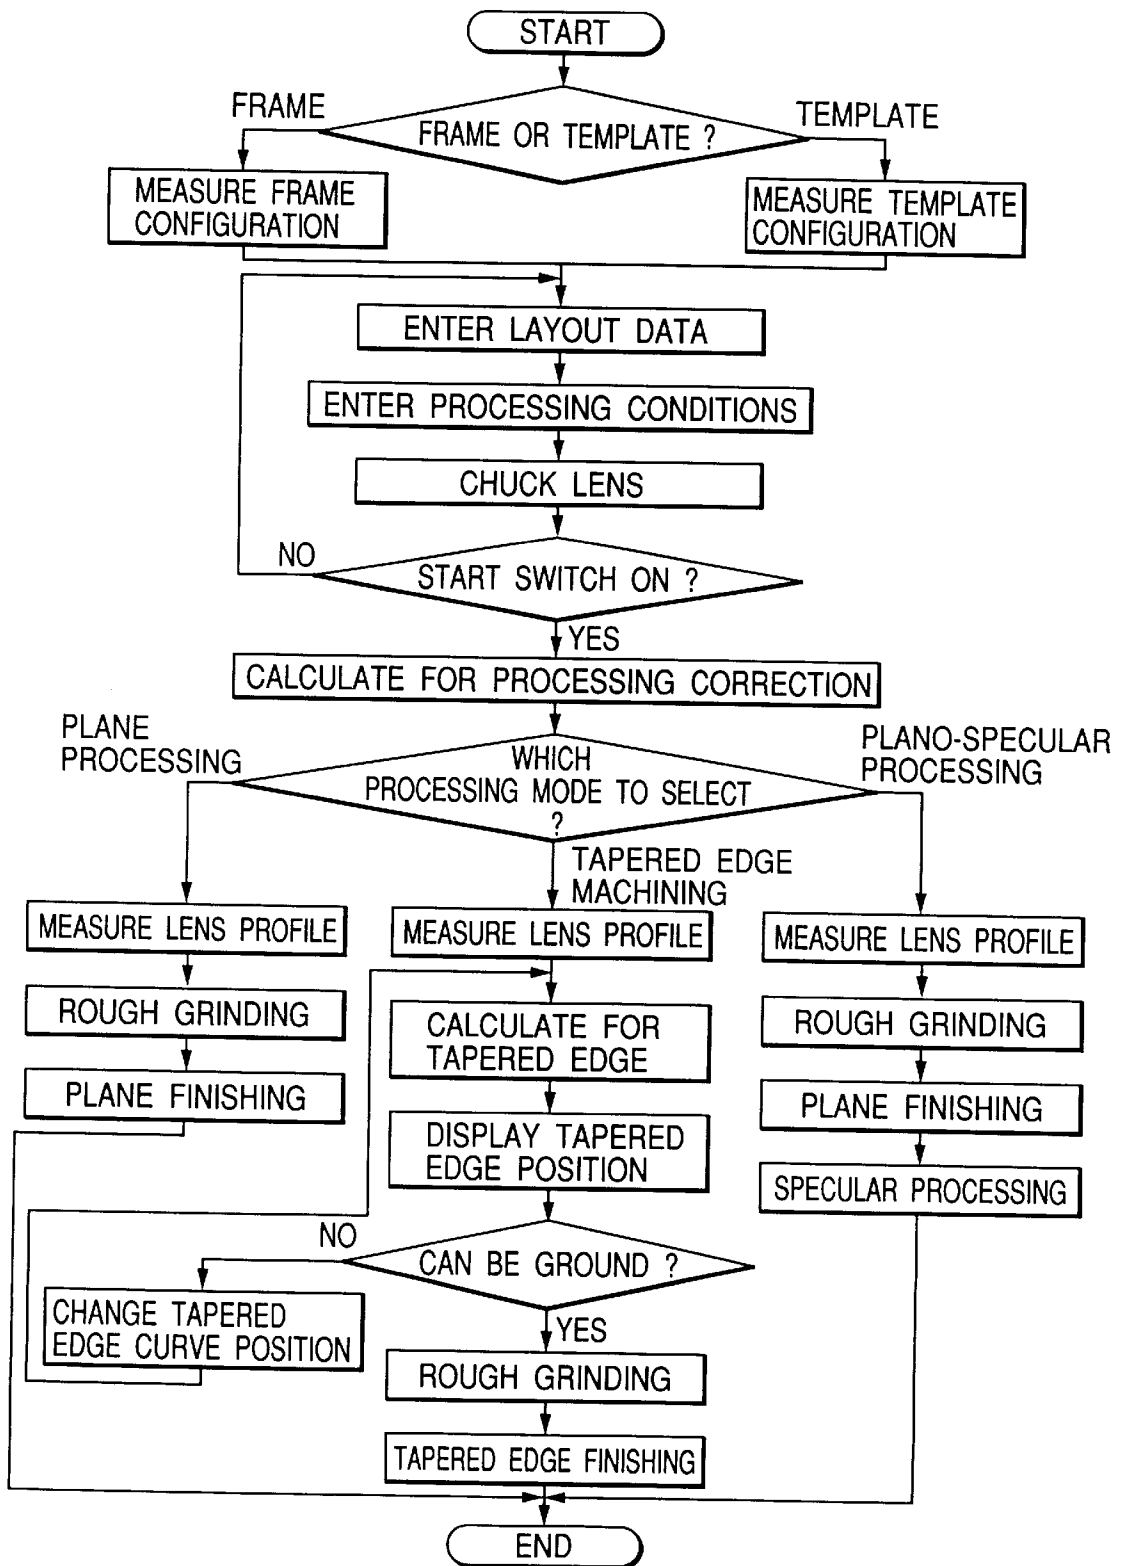 START
FRAME
FRAME OR TEMPLATE ?
TEMPLATE
MEASURE FRAME
CONFIGURATION
MEASURE TEMPLATE
CONFIGURATION
ENTER LAYOUT DATA
ENTER PROCESSING CONDITIONS
CHUCK LENS
NO
START SWITCH ON ?
YES
CALCULATE FOR PROCESSING CORRECTION
PLANE
PROCESSING
WHICH
PROCESSING MODE TO SELECT
?
PLANO-SPECULAR
PROCESSING
TAPERED EDGE
MACHINING
MEASURE LENS PROFILE
ROUGH GRINDING
PLANE FINISHING
MEASURE LENS PROFILE
CALCULATE FOR
TAPERED EDGE
DISPLAY TAPERED
EDGE POSITION
NO
CAN BE GROUND ?
CHANGE TAPERED
EDGE CURVE POSITION
YES
ROUGH GRINDING
TAPERED EDGE FINISHING
MEASURE LENS PROFILE
ROUGH GRINDING
PLANE FINISHING
SPECULAR PROCESSING
END